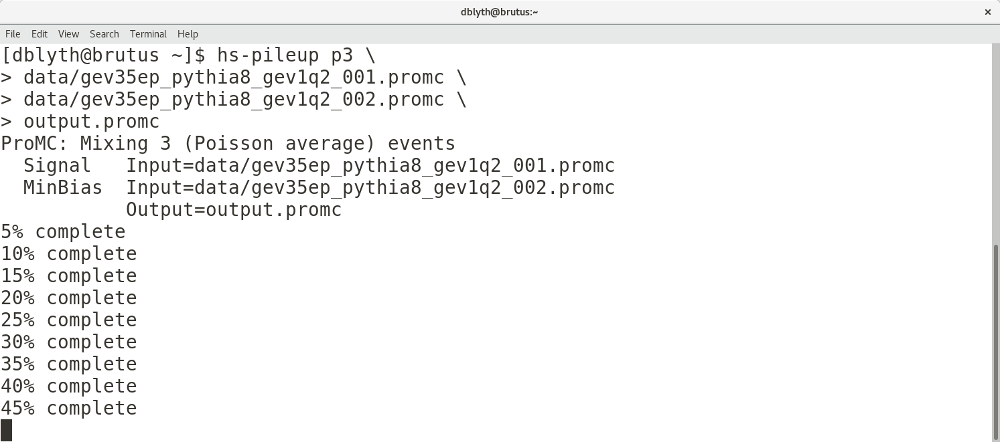 dblyth@brutus:~ ×
File Edit View Search Terminal Help
[dblyth@brutus ~]$ hs-pileup p3 \
> data/gev35ep_pythia8_gev1q2_001.promc \
> data/gev35ep_pythia8_gev1q2_002.promc \
> output.promc
ProMC: Mixing 3 (Poisson average) events
  Signal   Input=data/gev35ep_pythia8_gev1q2_001.promc
  MinBias  Input=data/gev35ep_pythia8_gev1q2_002.promc
           Output=output.promc
5% complete
10% complete
15% complete
20% complete
25% complete
30% complete
35% complete
40% complete
45% complete